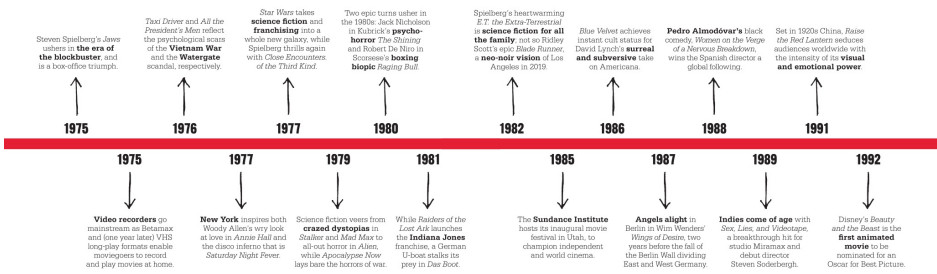 Steven Spielberg's Jaws
ushers in the era of
the blockbuster, and
is a box-office triumph.
Taxi Driver and All the
President's Men reflect
the psychological scars
of the Vietnam War
and the Watergate
scandal, respectively.
Star Wars takes
science fiction and
franchising into a
whole new galaxy, while
Spielberg thrills again
with Close Encounters
of the Third Kind.
Two epic turns usher in
the 1980s: Jack Nicholson
in Kubrick's psycho-
horror The Shining
and Robert De Niro in
Scorsese's boxing
biopic Raging Bull.
Spielberg's heartwarming
E.T. the Extra-Terrestrial
is science fiction for all
the family; not so Ridley
Scott's epic Blade Runner,
a neo-noir vision of Los
Angeles in 2019.
Blue Velvet achieves
instant cult status for
David Lynch's surreal
and subversive take
on Americana.
Pedro Almodóvar's black
comedy, Women on the Verge
of a Nervous Breakdown,
wins the Spanish director a
global following.
Set in 1920s China, Raise
the Red Lantern seduces
audiences worldwide with
the intensity of its visual
and emotional power.
1975
1976
1977
1980
1982
1986
1988
1991
1975
1977
1979
1981
1985
1987
1989
1992
Video recorders go
mainstream as Betamax
and (one year later) VHS
long-play formats enable
moviegoers to record
and play movies at home.
New York inspires both
Woody Allen's wry look
at love in Annie Hall and
the disco inferno that is
Saturday Night Fever.
Science fiction veers from
crazed dystopias in
Stalker and Mad Max to
all-out horror in Alien,
while Apocalypse Now
lays bare the horrors of war.
While Raiders of the
Lost Ark launches
the Indiana Jones
franchise, a German
U-boat stalks its
prey in Das Boot.
The Sundance Institute
hosts its inaugural movie
festival in Utah, to
champion independent
and world cinema.
Angels alight in
Berlin in Wim Wenders'
Wings of Desire, two
years before the fall of
the Berlin Wall dividing
East and West Germany.
Indies come of age with
Sex, Lies, and Videotape,
a breakthrough hit for
studio Miramax and
debut director
Steven Soderbergh.
Disney's Beauty
and the Beast is the
first animated
movie to be
nominated for an
Oscar for Best Picture.